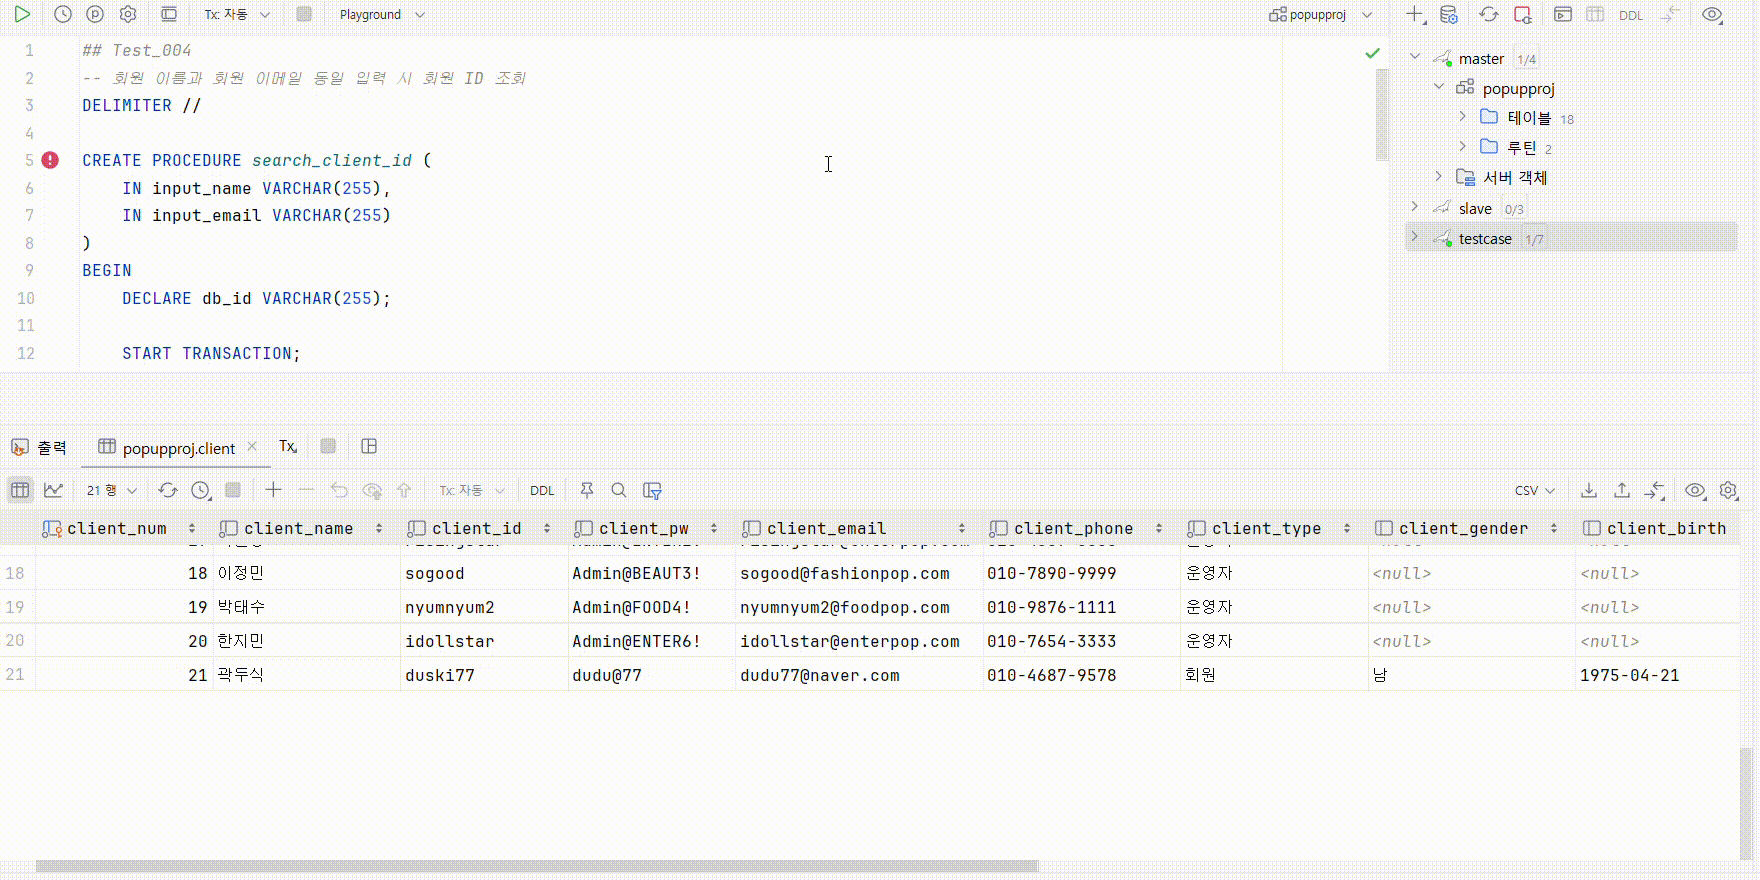 Tx: 자동
Playground
popupproj
DDL
1 ## Test_004
2 -- 회원 이름과 회원 이메일 동일 입력 시 회원 ID 조회
3 DELIMITER //
4
5 CREATE PROCEDURE search_client_id (
6 IN input_name VARCHAR(255),
7 IN input_email VARCHAR(255)
8 )
9 BEGIN
10 DECLARE db_id VARCHAR(255);
11
12 START TRANSACTION;
master 1/4
popupproj
테이블 18
루틴 2
서버 객체
slave 0/3
testcase 1/7
출력
popupproj.client
Tx
21 행
Tx: 자동
DDL
CSV
client_num client_name client_id client_pw client_email client_phone client_type client_gender client_birth
18 18 이정민 sogood Admin@BEAUT3! sogood@fashionpop.com 010-7890-9999 운영자 <null> <null>
19 19 박태수 nyumnyum2 Admin@FOOD4! nyumnyum2@foodpop.com 010-9876-1111 운영자 <null> <null>
20 20 한지민 idollstar Admin@ENTER6! idollstar@enterpop.com 010-7654-3333 운영자 <null> <null>
21 21 곽두식 duski77 dudu@77 dudu77@naver.com 010-4687-9578 회원 남 1975-04-21